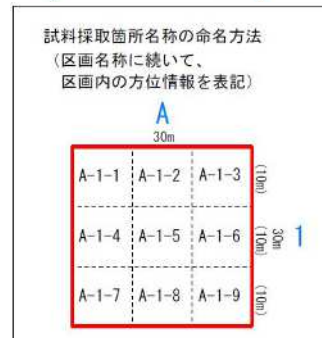 試料採取箇所名称の命名方法
（区画名称に続いて、
区画内の方位情報を表記）
A
30m
A-1-1 A-1-2 A-1-3 (10m)
A-1-4 A-1-5 A-1-6 (10m) 30m 1
A-1-7 A-1-8 A-1-9 (10m)